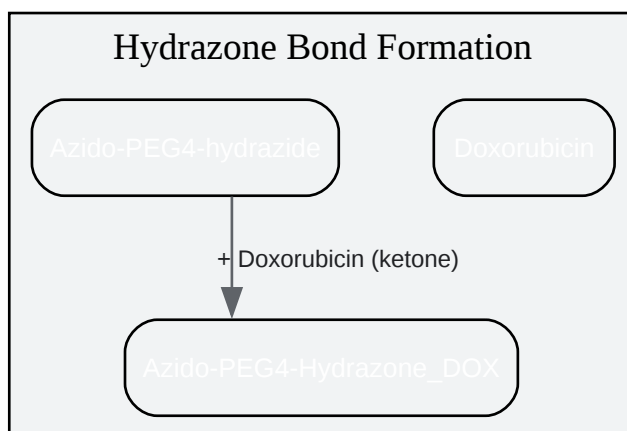 Hydrazone Bond Formation
Azido-PEG4-hydrazide
Doxorubicin
+ Doxorubicin (ketone)
Azido-PEG4-Hydrazone_DOX